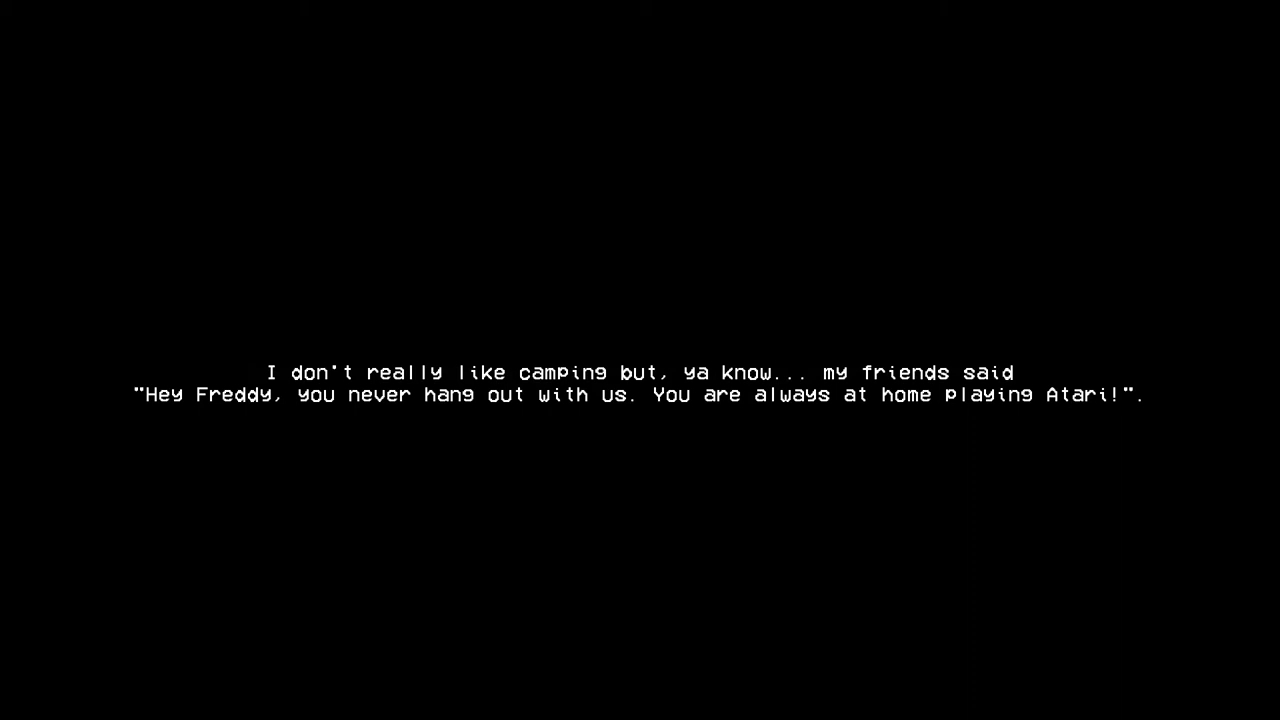 I don't really like camping but, ya know... my friends said
"Hey Freddy, you never hang out with us. You are always at home playing Atari!".